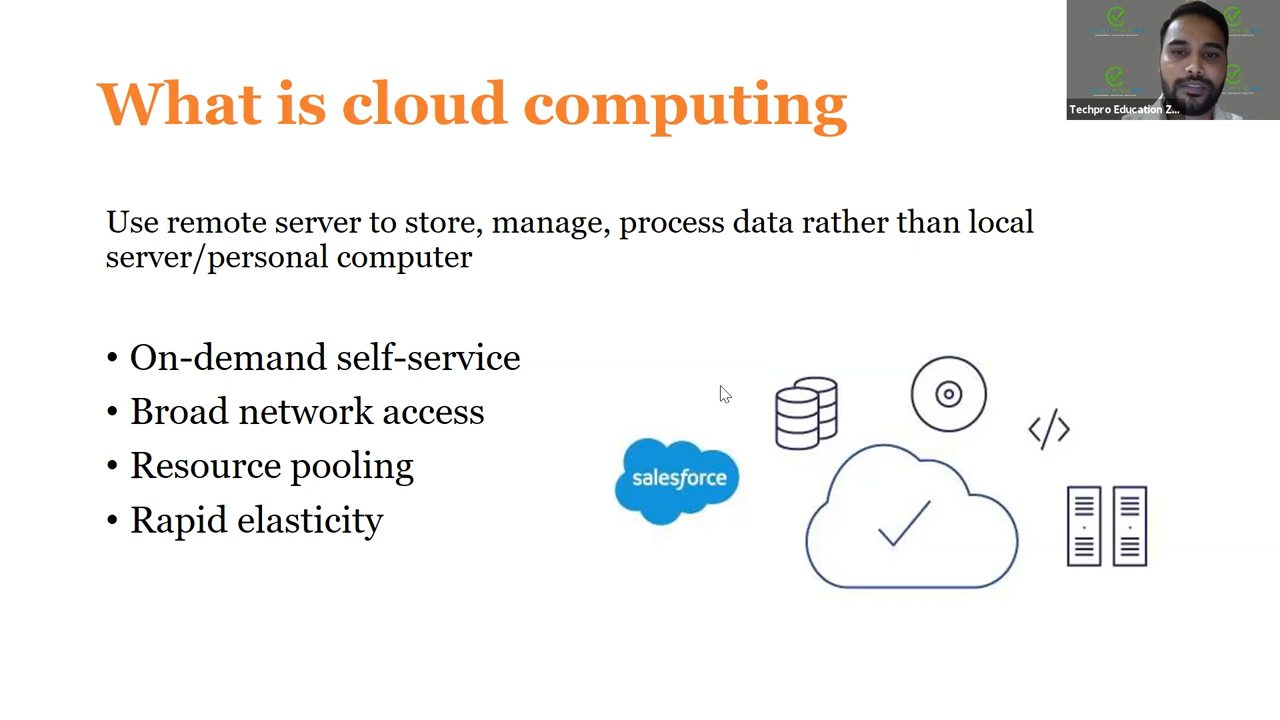 What is cloud computing
Techpro Education Z...
Use remote server to store, manage, process data rather than local
server/personal computer
• On-demand self-service
• Broad network access
• Resource pooling
• Rapid elasticity
salesforce
</>